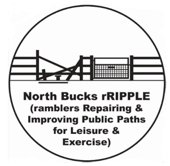 North Bucks rRIPPLE
(ramblers Repairing &
Improving Public Paths
for Leisure &
Exercise)